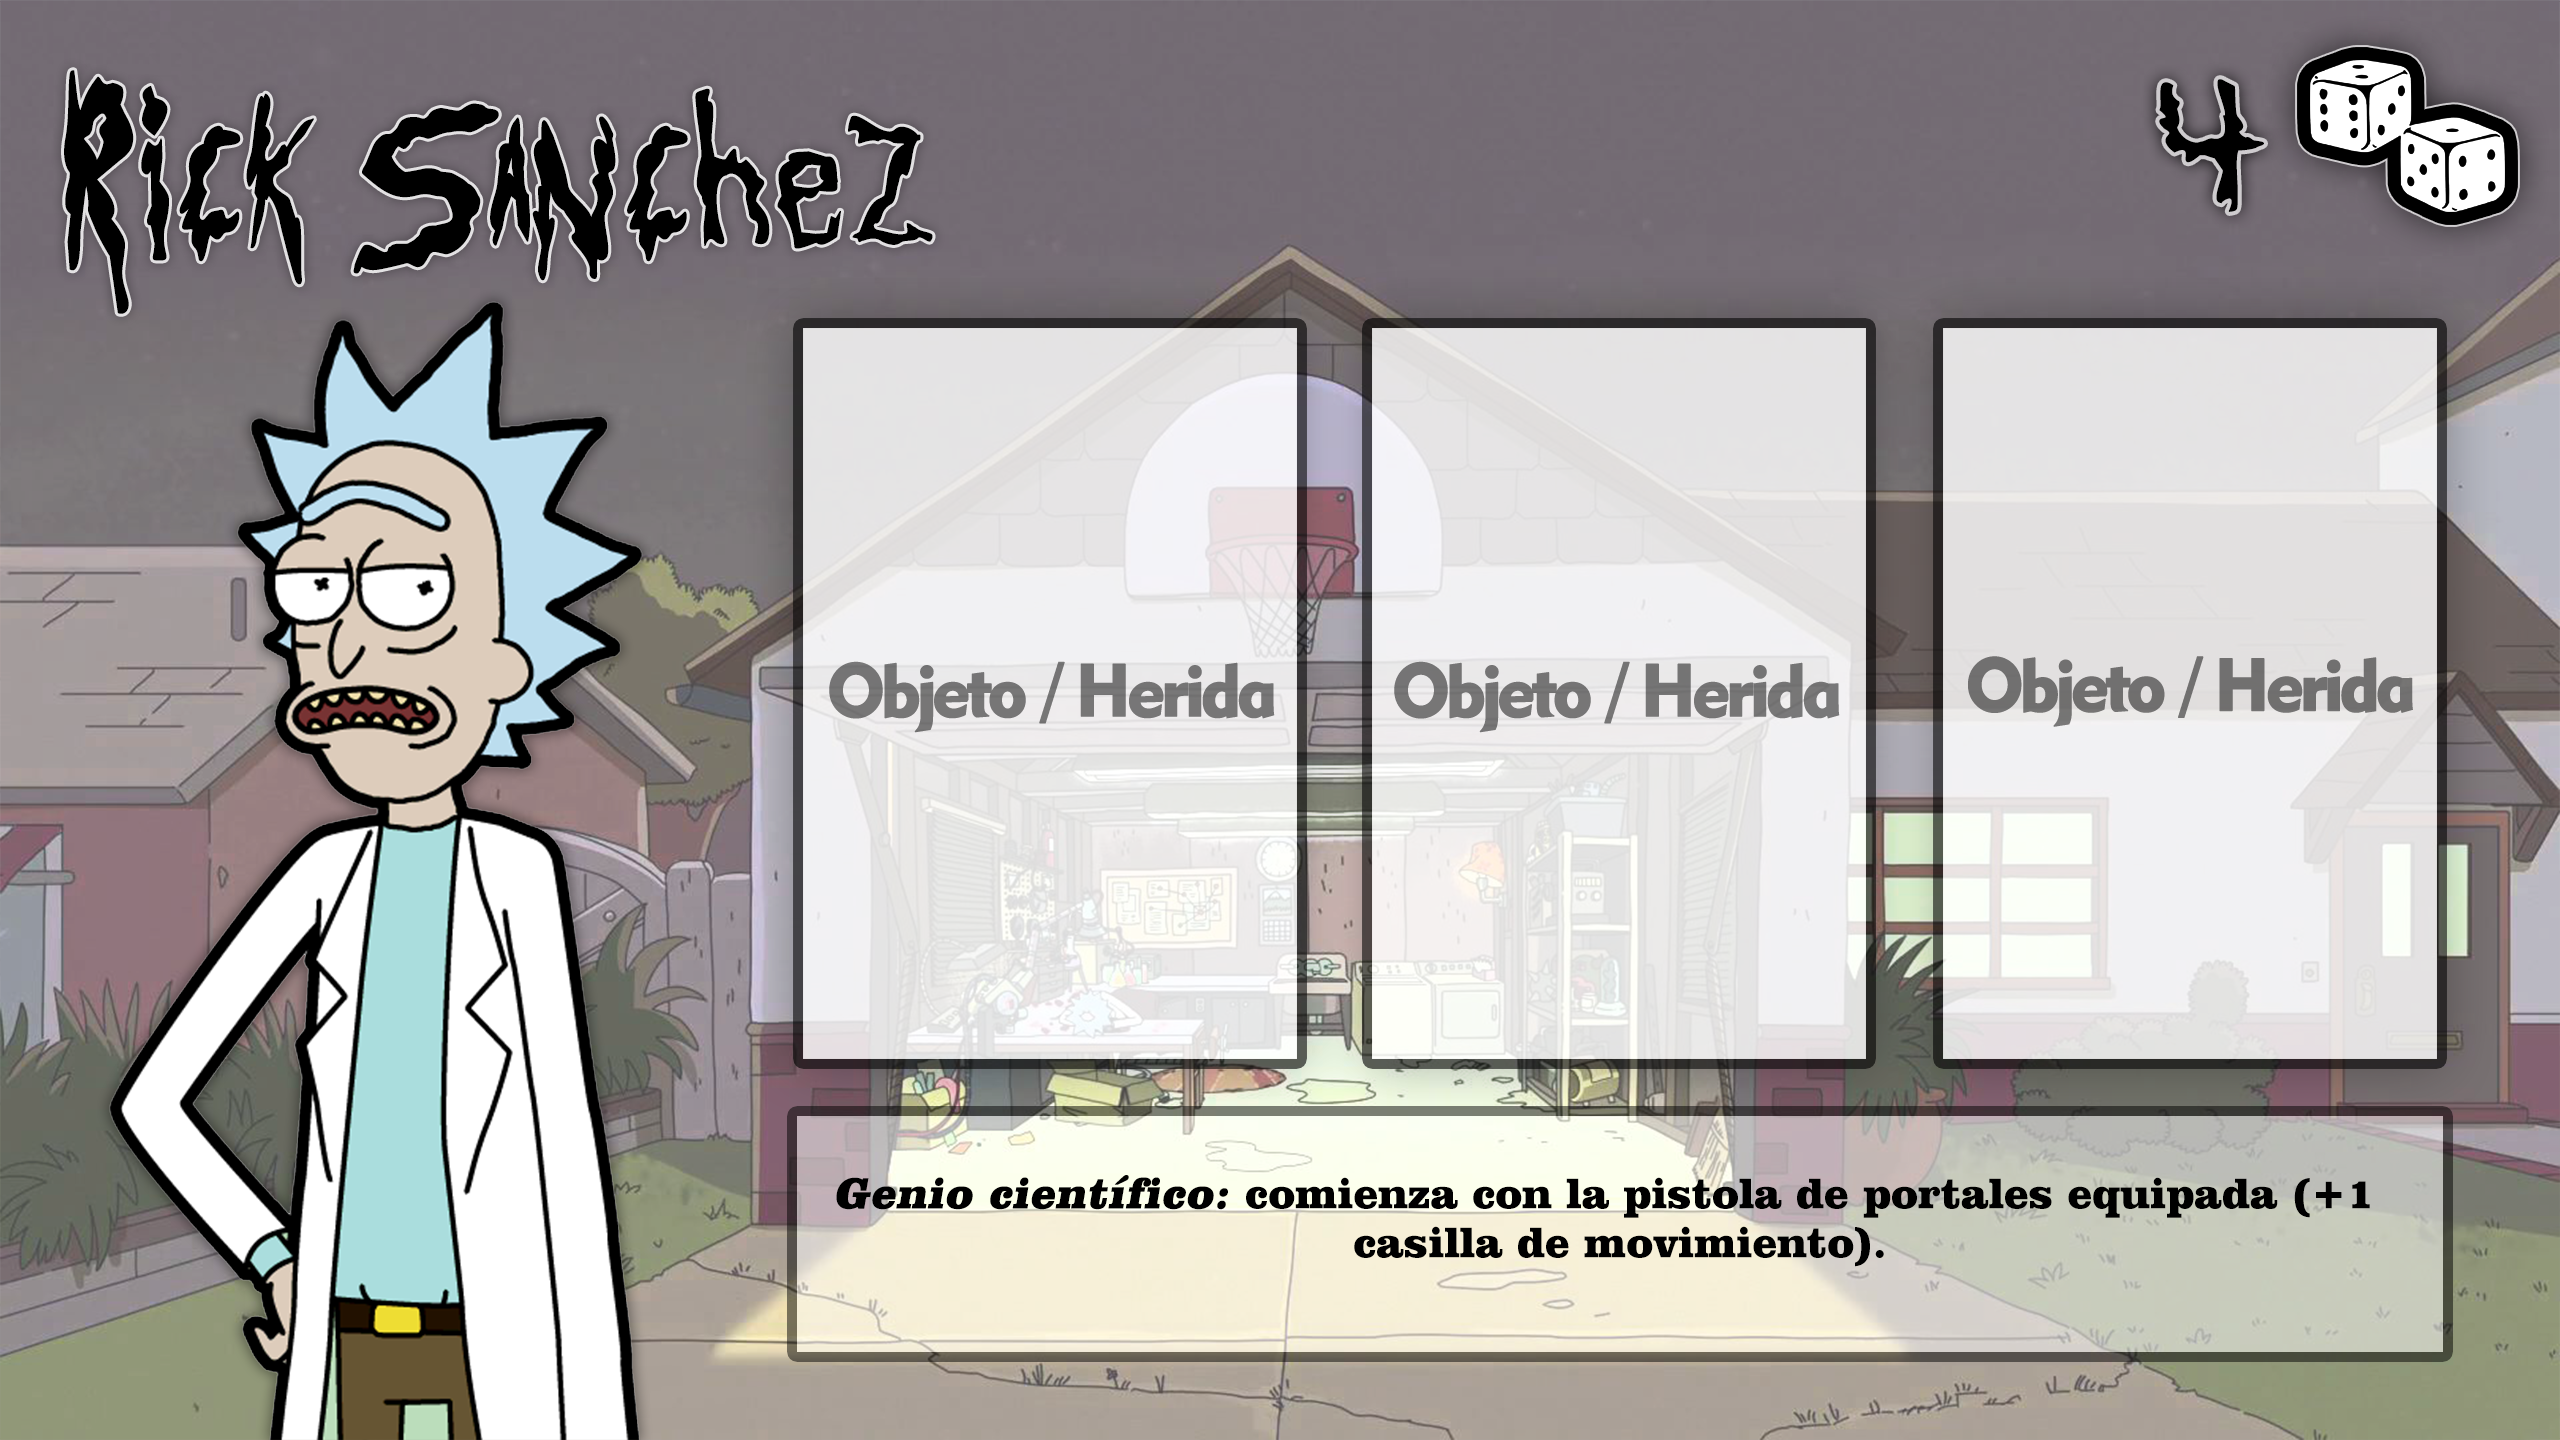 Rick Sanchez
4
Objeto / Herida
Objeto / Herida
Objeto / Herida
Genio científico: comienza con la pistola de portales equipada (+1
casilla de movimiento).